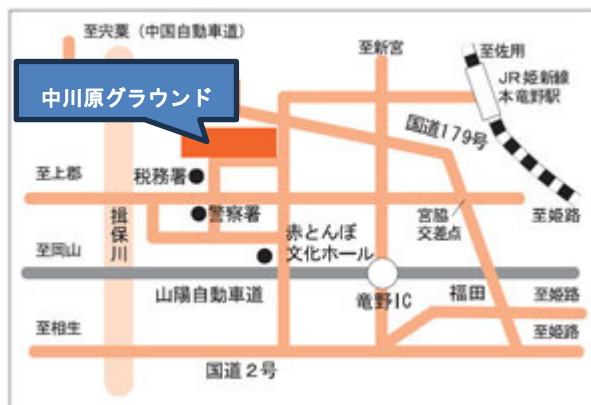 至宍粟（中国自動車道）
至新宮
至佐用
JR姫新線
本竜野駅
中川原グラウンド
国道179号
至上郡
税務署
警察署
宮脇
交差点
至姫路
揖保川
赤とんぼ
文化ホール
至岡山
山陽自動車道
竜野IC
福田
至姫路
至相生
至姫路
国道２号